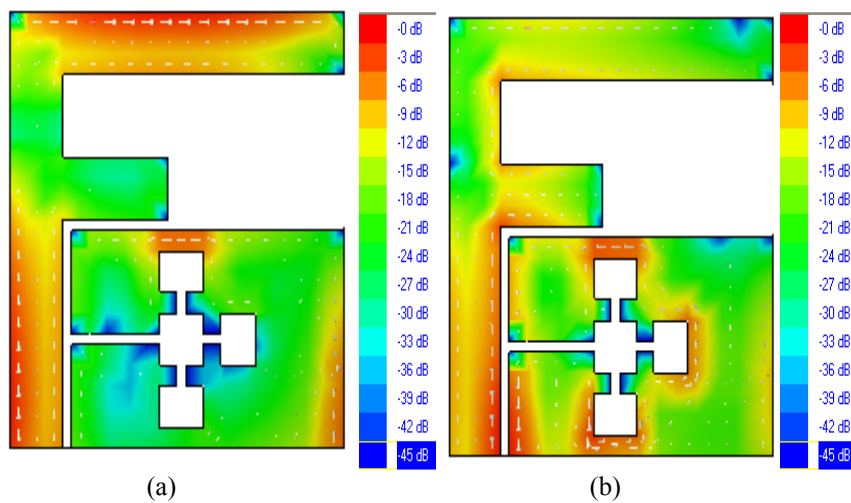 -0 dB
-3 dB
-6 dB
-9 dB
-12 dB
-15 dB
-18 dB
-21 dB
-24 dB
-27 dB
-30 dB
-33 dB
-36 dB
-39 dB
-42 dB
-45 dB
-0 dB
-3 dB
-6 dB
-9 dB
-12 dB
-15 dB
-18 dB
-21 dB
-24 dB
-27 dB
-30 dB
-33 dB
-36 dB
-39 dB
-42 dB
-45 dB
(a) (b)